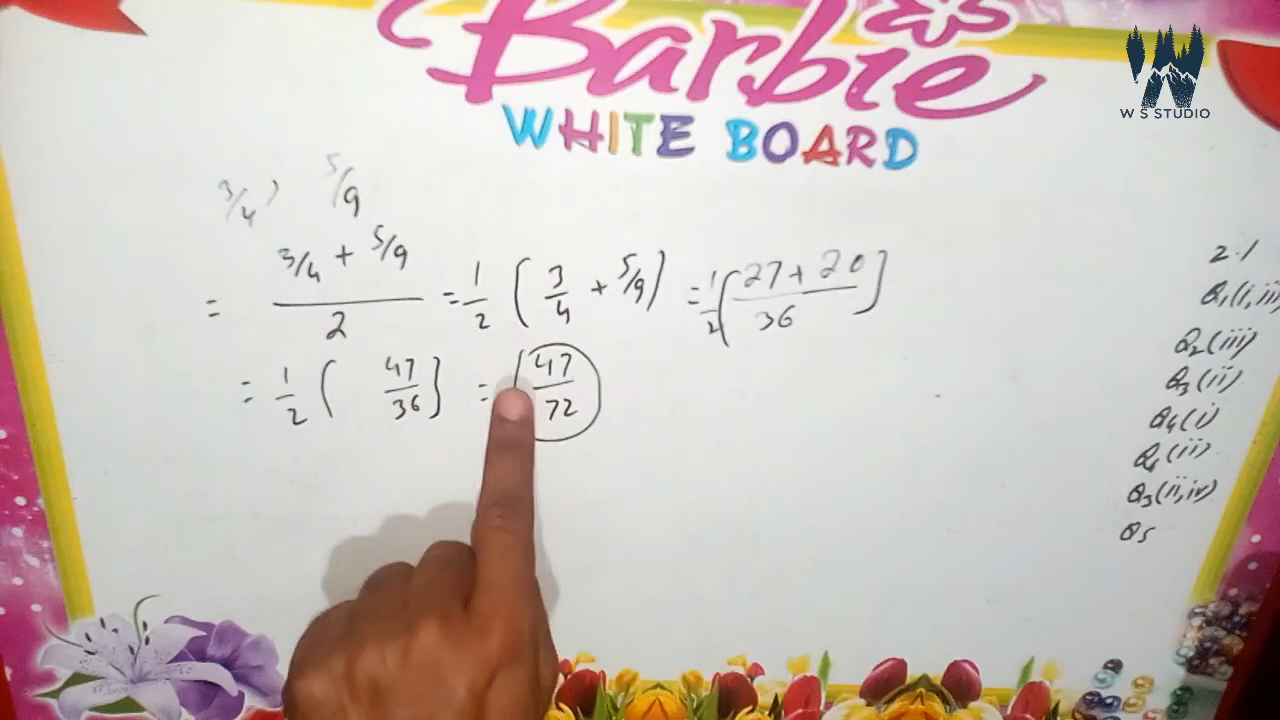 Barbie
WHITE BOARD
W S STUDIO
3/4, 5/9
= (3/4 + 5/9)/2 = 1/2 (3/4 + 5/9) = 1/2 [(27 + 20)/36]
= 1/2 (47/36] = 47/72
2.1
Q1(i,ii)
Q2(iii)
Q3(ii)
Q4(i)
Q1(ii)
Q3(ii,iv)
Q5